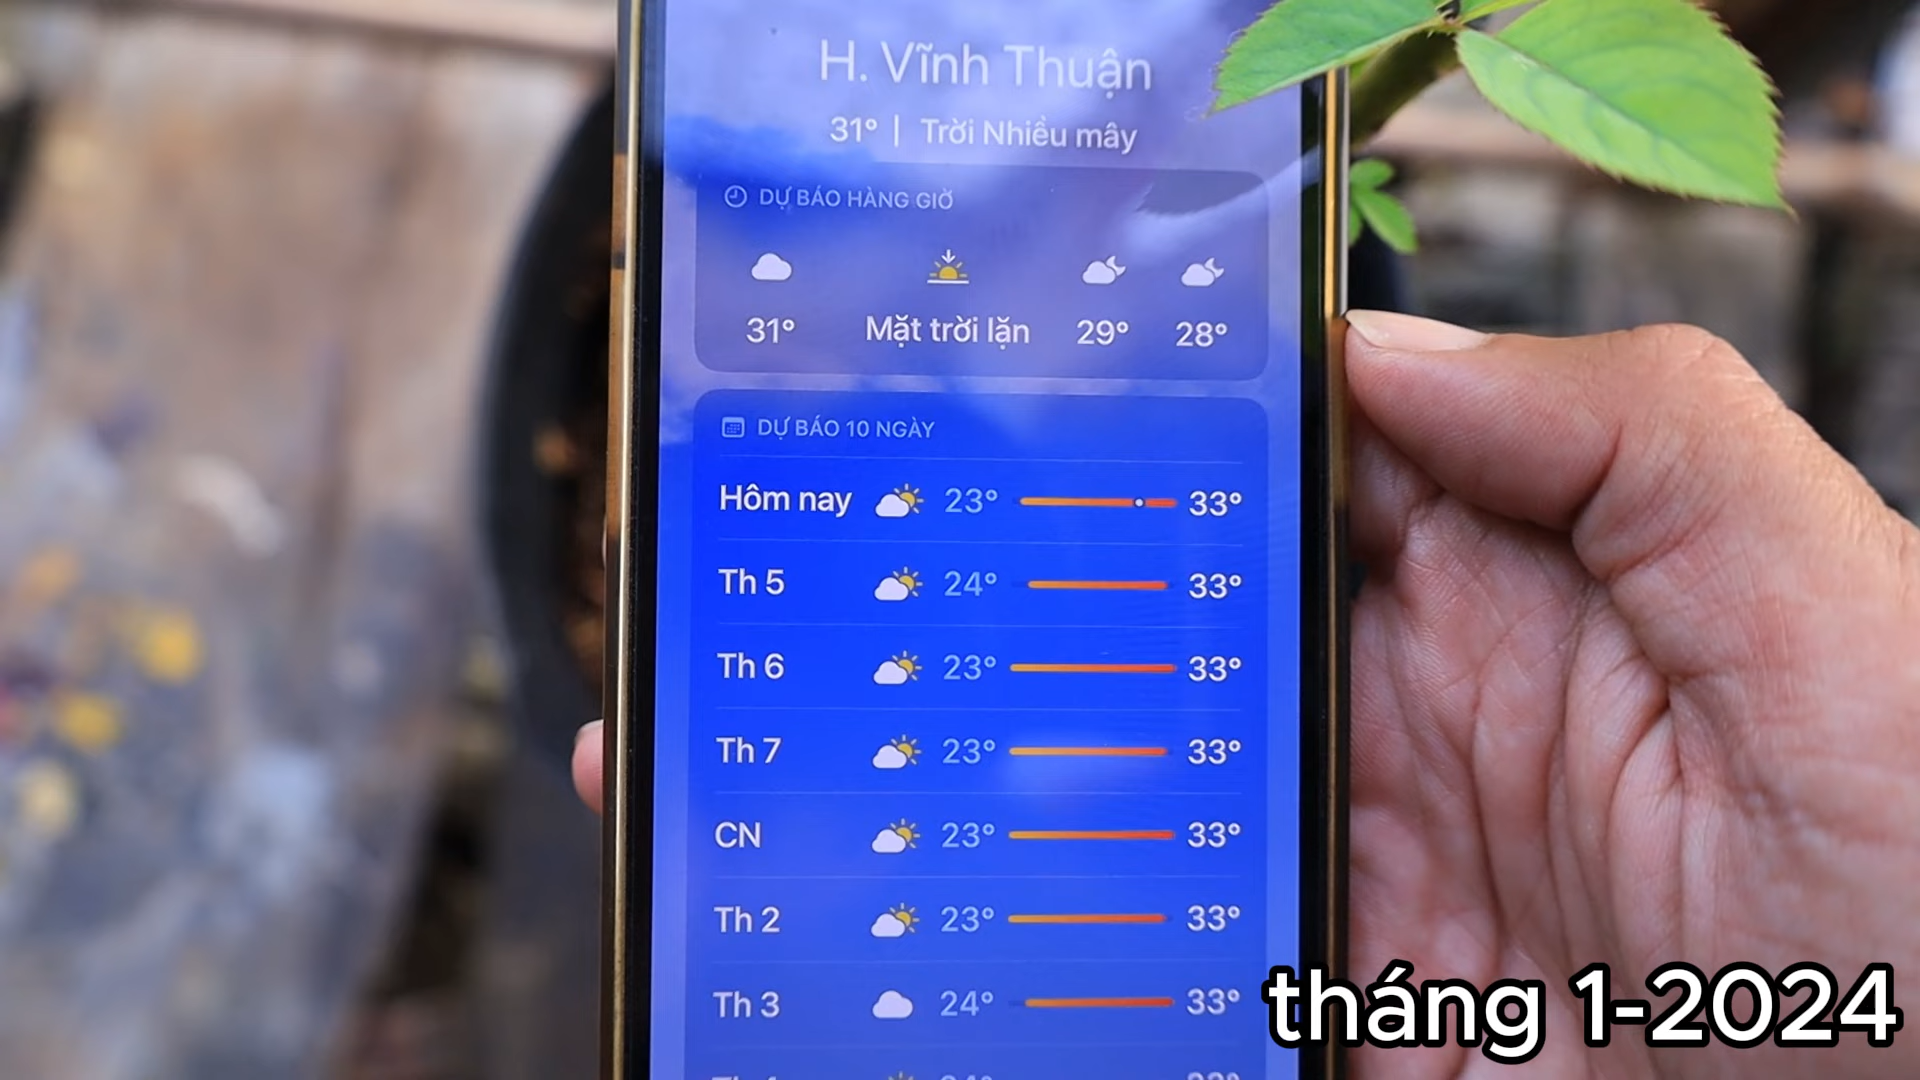 H. Vĩnh Thuận
31° | Trời Nhiều mây
DỰ BÁO HÀNG GIỜ
31° Mặt trời lặn 29° 28°
DỰ BÁO 10 NGÀY
Hôm nay 23° 33°
Th 5 24° 33°
Th 6 23° 33°
Th 7 23° 33°
CN 23° 33°
Th 2 23° 33°
Th 3 24° 33°
tháng 1-2024